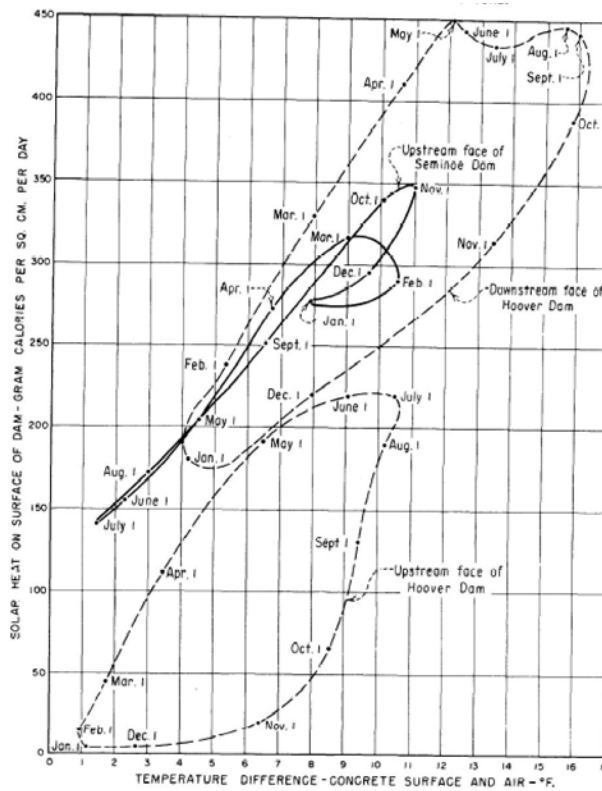 450
400
350
300
250
200
150
100
50
0
SOLAR HEAT ON SURFACE OF DAM-GRAM CALORIES PER SQ. CM. PER DAY
May 1
June 1
July 1
Aug. 1
Sept. 1
Apr. 1
Oct. 1
Upstream face of
Seminoe Dam
Mar. 1
Oct. 1
Nov. 1
Mar. 1
Nov. 1
Dec. 1
Feb. 1
Apr. 1
Jan. 1
Downstream face of
Hoover Dam
Sept. 1
Feb. 1
Dec. 1
June 1
July 1
May 1
May 1
Jan. 1
Aug. 1
Aug. 1
June 1
July 1
Sept 1
Apr. 1
Upstream face of
Hoover Dam
Oct. 1
Mar. 1
Feb. 1
Nov. 1
Jan. 1
Dec. 1
0 1 2 3 4 5 6 7 8 9 10 11 12 13 14 15 16 17
TEMPERATURE DIFFERENCE-CONCRETE SURFACE AND AIR-°F.